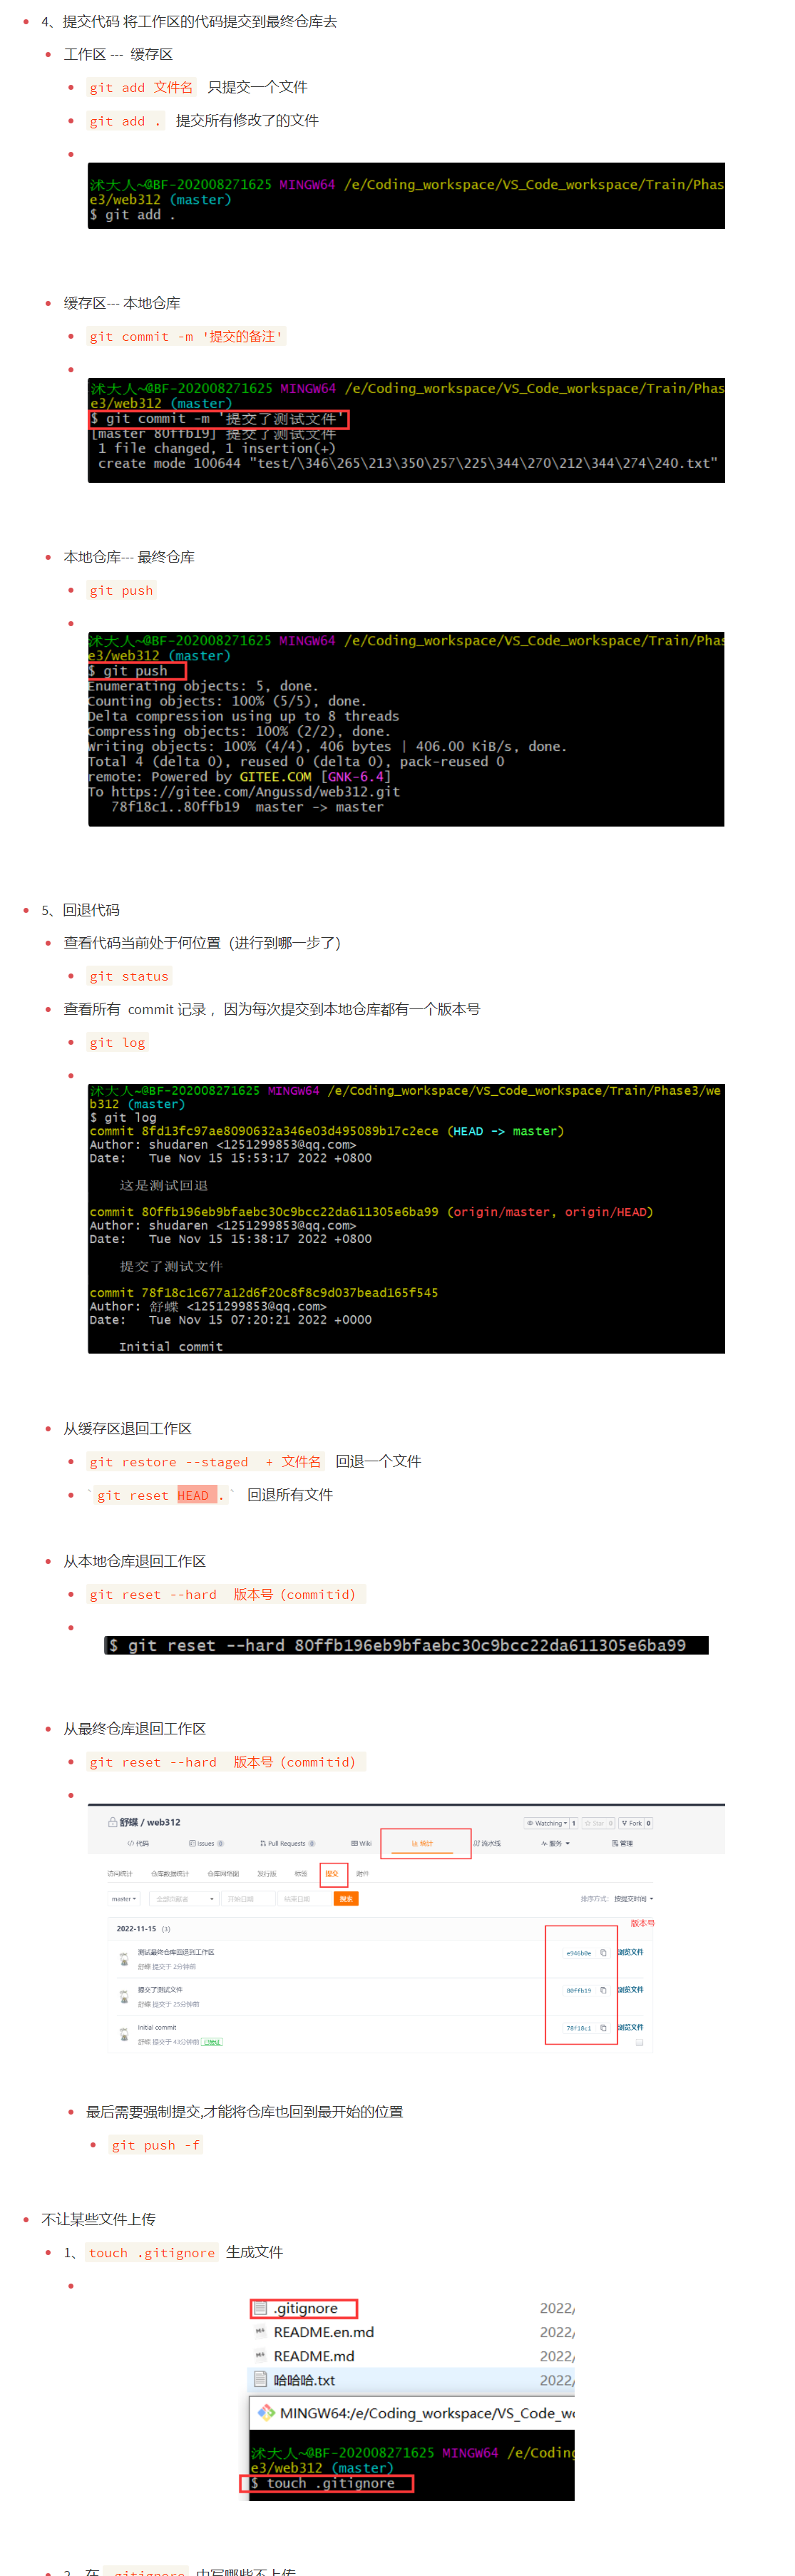 4、提交代码 将工作区的代码提交到最终仓库去
工作区 --- 缓存区
git add 文件名 只提交一个文件
git add . 提交所有修改了的文件
沭大人~@BF-202008271625 MINGW64 /e/Coding_workspace/VS_Code_workspace/Train/Phas
e3/web312 (master)
$ git add .
缓存区--- 本地仓库
git commit -m '提交的备注'
沭大人~@BF-202008271625 MINGW64 /e/Coding_workspace/VS_Code_workspace/Train/Phas
e3/web312 (master)
$ git commit -m '提交了测试文件'
[master 80ffb19] 提交了测试文件
1 file changed, 1 insertion(+)
create mode 100644 "test/\346\265\213\350\257\225\344\270\212\344\274\240.txt"
本地仓库--- 最终仓库
git push
沭大人~@BF-202008271625 MINGW64 /e/Coding_workspace/VS_Code_workspace/Train/Phas
e3/web312 (master)
$ git push
Enumerating objects: 5, done.
Counting objects: 100% (5/5), done.
Delta compression using up to 8 threads
Compressing objects: 100% (2/2), done.
Writing objects: 100% (4/4), 406 bytes | 406.00 KiB/s, done.
Total 4 (delta 0), reused 0 (delta 0), pack-reused 0
remote: Powered by GITEE.COM [GNK-6.4]
To https://gitee.com/Angussd/web312.git
78f18c1..80ffb19 master -> master
5、回退代码
查看代码当前处于何位置（进行到哪一步了）
git status
查看所有 commit 记录 ，因为每次提交到本地仓库都有一个版本号
git log
沭大人~@BF-202008271625 MINGW64 /e/Coding_workspace/VS_Code_workspace/Train/Phase3/we
b312 (master)
$ git log
commit 8fd13fc97ae8090632a346e03d495089b17c2ece (HEAD -> master)
Author: shudaren <1251299853@qq.com>
Date: Tue Nov 15 15:53:17 2022 +0800
这是测试回退
commit 80ffb196eb9bfaebc30c9bcc22da611305e6ba99 (origin/master, origin/HEAD)
Author: shudaren <1251299853@qq.com>
Date: Tue Nov 15 15:38:17 2022 +0800
提交了测试文件
commit 78f18c1c677a12d6f20c8f8c9d037bead165f545
Author: 舒蝶 <1251299853@qq.com>
Date: Tue Nov 15 07:20:21 2022 +0000
Initial commit
从缓存区退回工作区
git restore --staged + 文件名 回退一个文件
`git reset HEAD .` 回退所有文件
从本地仓库退回工作区
git reset --hard 版本号（commitid）
$ git reset --hard 80ffb196eb9bfaebc30c9bcc22da611305e6ba99
从最终仓库退回工作区
git reset --hard 版本号（commitid）
舒蝶 / web312 Watching 1 Star 0 Fork 0
代码 Issues 0 Pull Requests 0 Wiki 统计 流水线 服务 管理
访问统计 仓库数据统计 仓库网络图 发行版 标签 提交 附件
master 全部贡献者 开始日期 结束日期 搜索 排序方式: 按提交时间
2022-11-15 (3) 版本号
测试最终仓库回退到工作区 e346b0e 浏览文件
舒蝶 提交于 2分钟前
提交了测试文件 80ffb19 浏览文件
舒蝶 提交于 25分钟前
Initial commit 78f18c1 浏览文件
舒蝶 提交于 43分钟前 已验证
最后需要强制提交,才能将仓库也回到最开始的位置
git push -f
不让某些文件上传
1、touch .gitignore 生成文件
.gitignore 2022/
README.en.md 2022/
README.md 2022/
哈哈哈.txt 2022/
MINGW64:/e/Coding_workspace/VS_Code_wo
沭大人~@BF-202008271625 MINGW64 /e/Coding
e3/web312 (master)
$ touch .gitignore
2、在 .gitignore 中写哪些不上传